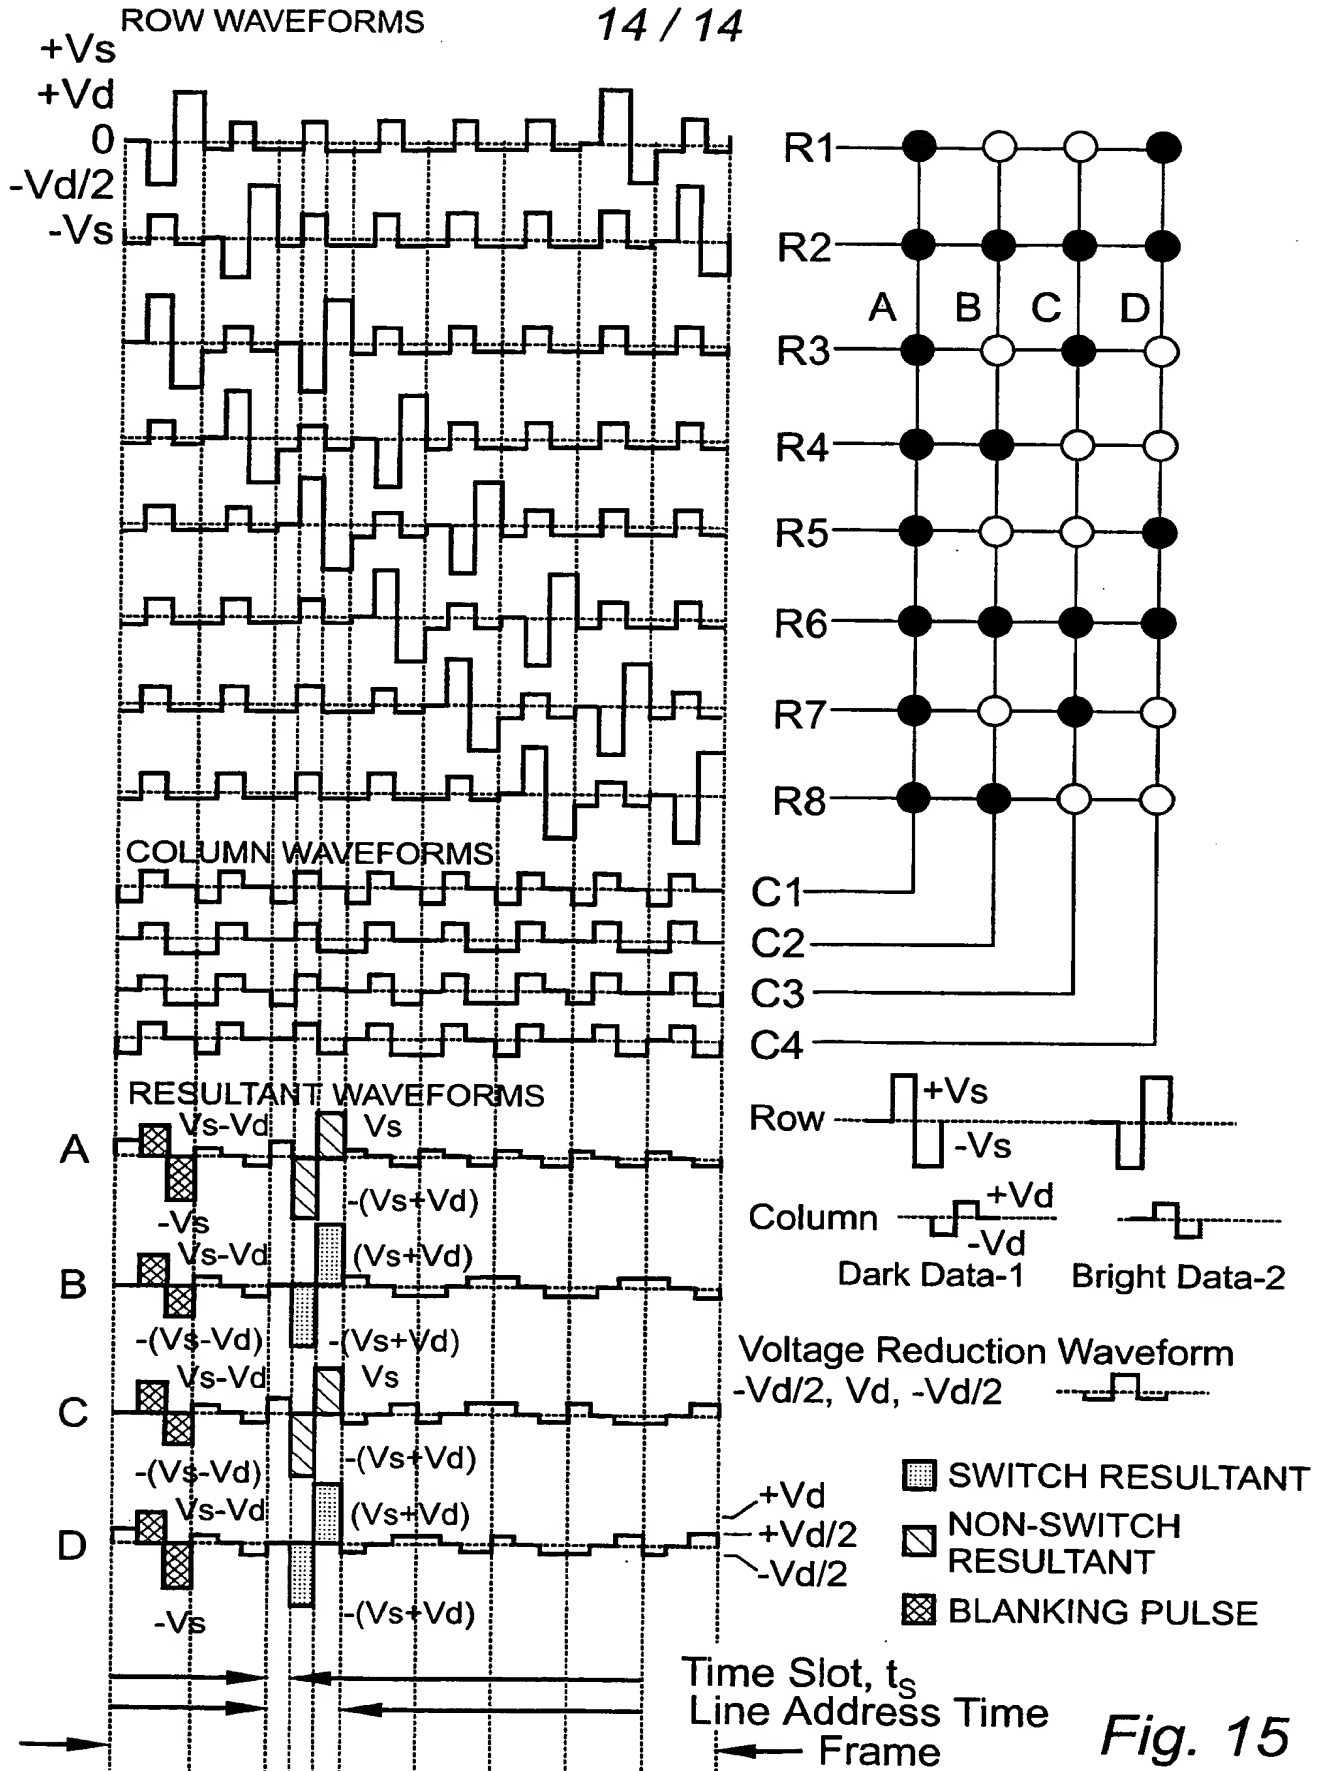 ROW WAVEFORMS
14 / 14
+Vs
+Vd
0
-Vd/2
-Vs
R1
R2
A B C D
R3
R4
R5
R6
R7
R8
COLUMN WAVEFORMS
C1
C2
C3
C4
RESULTANT WAVEFORMS
A
Vs-Vd
Vs
-Vs
-(Vs+Vd)
B
Vs-Vd
(Vs+Vd)
-(Vs-Vd)
-(Vs+Vd)
C
Vs-Vd
Vs
-(Vs-Vd)
-(Vs+Vd)
D
Vs-Vd
(Vs+Vd)
-Vs
-(Vs+Vd)
+Vd
+Vd/2
-Vd/2
Row
+Vs
-Vs
Column
+Vd
-Vd
Dark Data-1 Bright Data-2
Voltage Reduction Waveform
-Vd/2, Vd, -Vd/2
SWITCH RESULTANT
NON-SWITCH
RESULTANT
BLANKING PULSE
Time Slot, ts
Line Address Time
Frame
Fig. 15